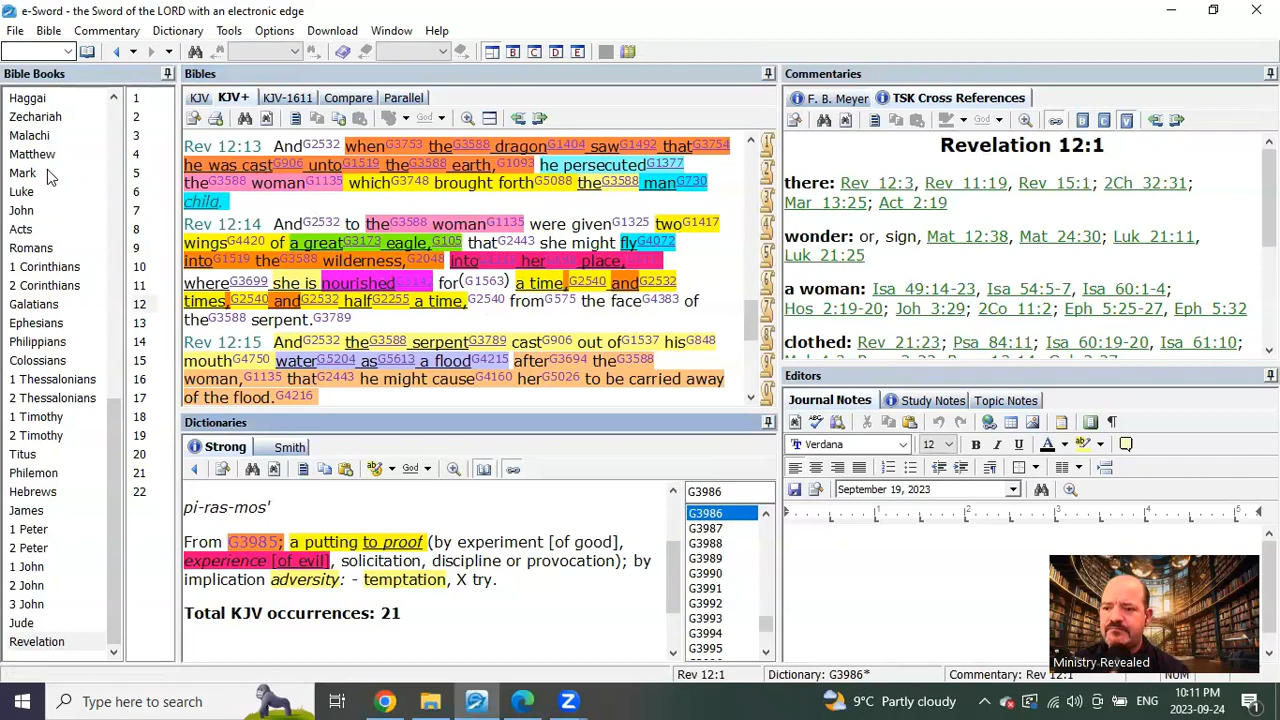 e-Sword - the Sword of the LORD with an electronic edge
File Bible Commentary Dictionary Tools Options Download Window Help
Bible Books
Haggai 1
Zechariah 2
Malachi 3
Matthew 4
Mark 5
Luke 6
John 7
Acts 8
Romans 9
1 Corinthians 10
2 Corinthians 11
Galatians 12
Ephesians 13
Philippians 14
Colossians 15
1 Thessalonians 16
2 Thessalonians 17
1 Timothy 18
2 Timothy 19
Titus 20
Philemon 21
Hebrews 22
James
1 Peter
2 Peter
1 John
2 John
3 John
Jude
Revelation
Bibles
KJV KJV+ KJV-1611 Compare Parallel
Rev 12:13 And G2532 when G3753 the G3588 dragon G1404 saw G1492 that G3754
he was cast G906 unto G1519 the G3588 earth, G1093 he persecuted G1377
the G3588 woman G1135 which G3748 brought forth G5088 the G3588 man G730
child.
Rev 12:14 And G2532 to the G3588 woman G1135 were given G1325 two G1417
wings G4420 of a great G3173 eagle, G105 that G2443 she might fly G4072
into G1519 the G3588 wilderness, G2048 into her place,
where G3699 she is nourished for (G1563) a time, G2540 and G2532
times, G2540 and G2532 half G2255 a time, G2540 from G575 the face G4383 of
the G3588 serpent. G3789
Rev 12:15 And G2532 the G3588 serpent G3789 cast G906 out of G1537 his G848
mouth G4750 water G5204 as G5613 a flood G4215 after G3694 the G3588
woman, G1135 that G2443 he might cause G4160 her G5026 to be carried away
of the flood. G4216
Dictionaries
Strong Smith
God
pi-ras-mos'
From G3985; a putting to proof (by experiment [of good],
experience [of evil], solicitation, discipline or provocation); by
implication adversity: - temptation, X try.
Total KJV occurrences: 21
G3986
G3986
G3987
G3988
G3989
G3990
G3991
G3992
G3993
G3994
G3995
Commentaries
F. B. Meyer TSK Cross References
Revelation 12:1
there: Rev 12:3, Rev 11:19, Rev 15:1; 2Ch 32:31;
Mar 13:25; Act 2:19
wonder: or, sign, Mat 12:38, Mat 24:30; Luk 21:11,
Luk 21:25
a woman: Isa 49:14-23, Isa 54:5-7, Isa 60:1-4;
Hos 2:19-20; Joh 3:29; 2Co 11:2; Eph 5:25-27, Eph 5:32
clothed: Rev 21:23; Psa 84:11; Isa 60:19-20, Isa 61:10;
Editors
Journal Notes Study Notes Topic Notes
Verdana 12 B I U
September 19, 2023
1 2 3 4 5
Ministry Revealed
Rev 12:1 Dictionary: G3986* Commentary: Rev 12:1 NUM
Type here to search
9°C Partly cloudy ENG 10:11 PM
2023-09-24